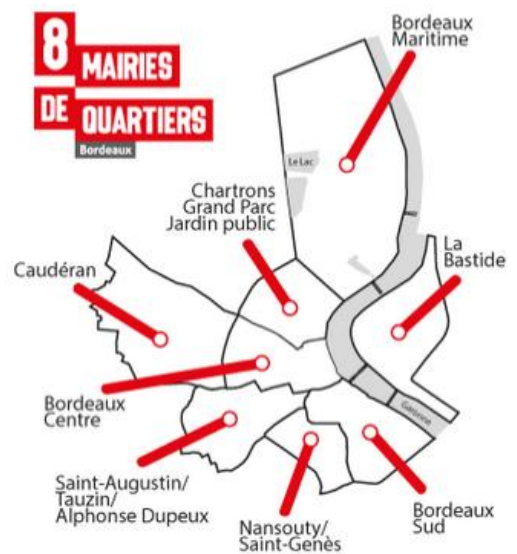 8 MAIRIES
DE QUARTIERS
Bordeaux
Bordeaux
Maritime
Le Lac
Chartrons
Grand Parc
Jardin public
La
Bastide
Caudéran
Bordeaux
Centre
Garonne
Saint-Augustin/
Tauzin/
Alphonse Dupeux
Nansouty/
Saint-Genès
Bordeaux
Sud